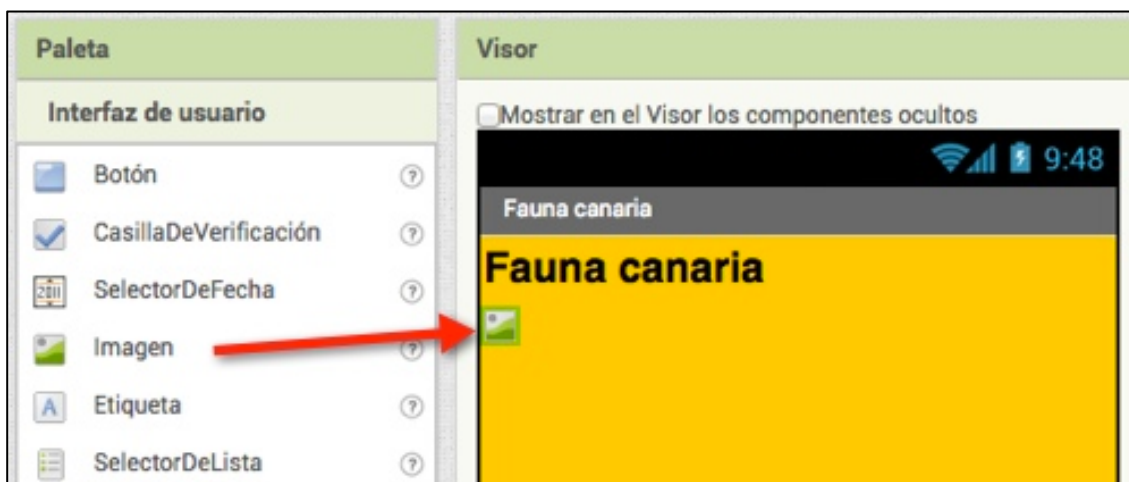 Paleta
Interfaz de usuario
Botón
?
CasillaDeVerificación
?
2011
SelectorDeFecha
?
Imagen
?
A
Etiqueta
?
SelectorDeLista
?
Visor
Mostrar en el Visor los componentes ocultos
9:48
Fauna canaria
Fauna canaria